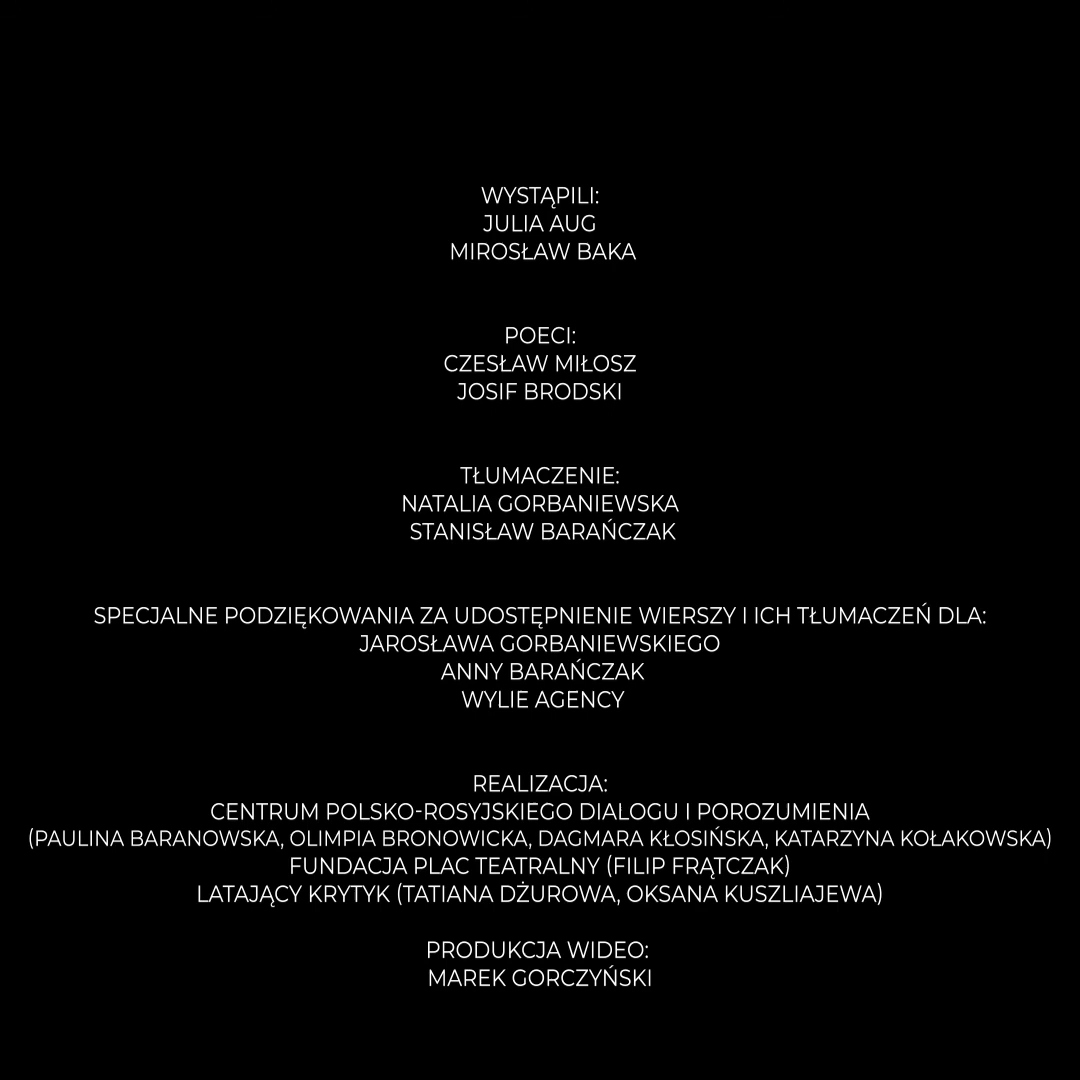 WYSTĄPILI:
JULIA AUG
MIROSŁAW BAKA
POECI:
CZESŁAW MIŁOSZ
JOSIF BRODSKI
TŁUMACZENIE:
NATALIA GORBANIEWSKA
STANISŁAW BARAŃCZAK
SPECJALNE PODZIĘKOWANIA ZA UDOSTĘPNIENIE WIERSZY I ICH TŁUMACZEŃ DLA:
JAROSŁAWA GORBANIEWSKIEGO
ANNY BARAŃCZAK
WYLIE AGENCY
REALIZACJA:
CENTRUM POLSKO-ROSYJSKIEGO DIALOGU I POROZUMIENIA
(PAULINA BARANOWSKA, OLIMPIA BRONOWICKA, DAGMARA KŁOSIŃSKA, KATARZYNA KOŁAKOWSKA)
FUNDACJA PLAC TEATRALNY (FILIP FRĄTCZAK)
LATAJĄCY KRYTYK (TATIANA DŻUROWA, OKSANA KUSZLIAJEWA)
PRODUKCJA WIDEO:
MAREK GORCZYŃSKI